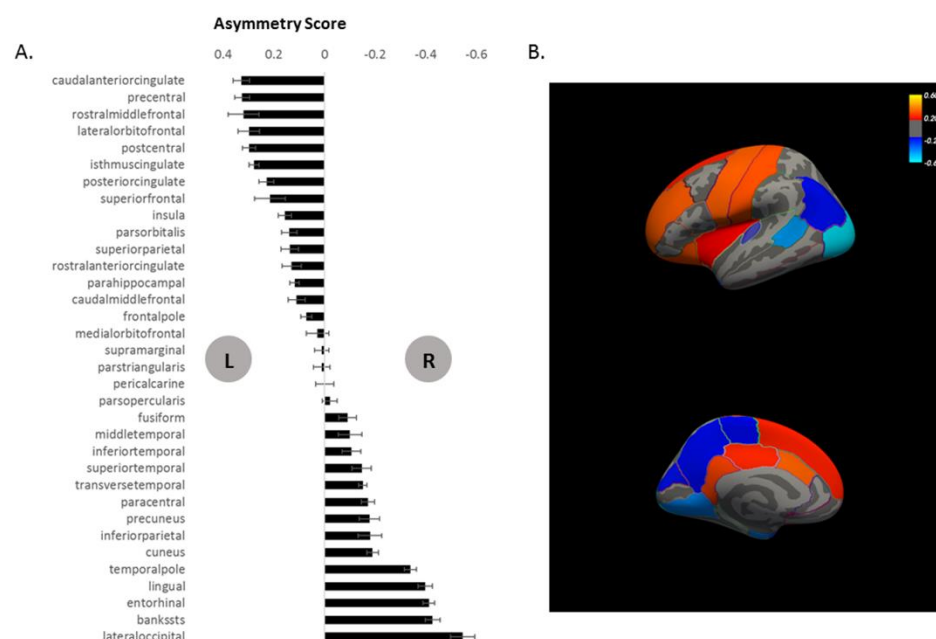 Asymmetry Score
A.
0.4 0.2 0 -0.2 -0.4 -0.6
caudalanteriorcingulate
precentral
rostralmiddlefrontal
lateralorbitofrontal
postcentral
isthmuscingulate
posteriorcingulate
superiorfrontal
insula
parsorbitalis
superiorparietal
rostralanteriorcingulate
parahippocampal
caudalmiddlefrontal
frontalpole
medialorbitofrontal
supramarginal
parstriangularis
pericalcarine
parsopercularis
fusiform
middletemporal
inferiortemporal
superiortemporal
transversetemporal
paracentral
precuneus
inferiorparietal
cuneus
temporalpole
lingual
entorhinal
bankssts
lateraloccipital
L
R
B.